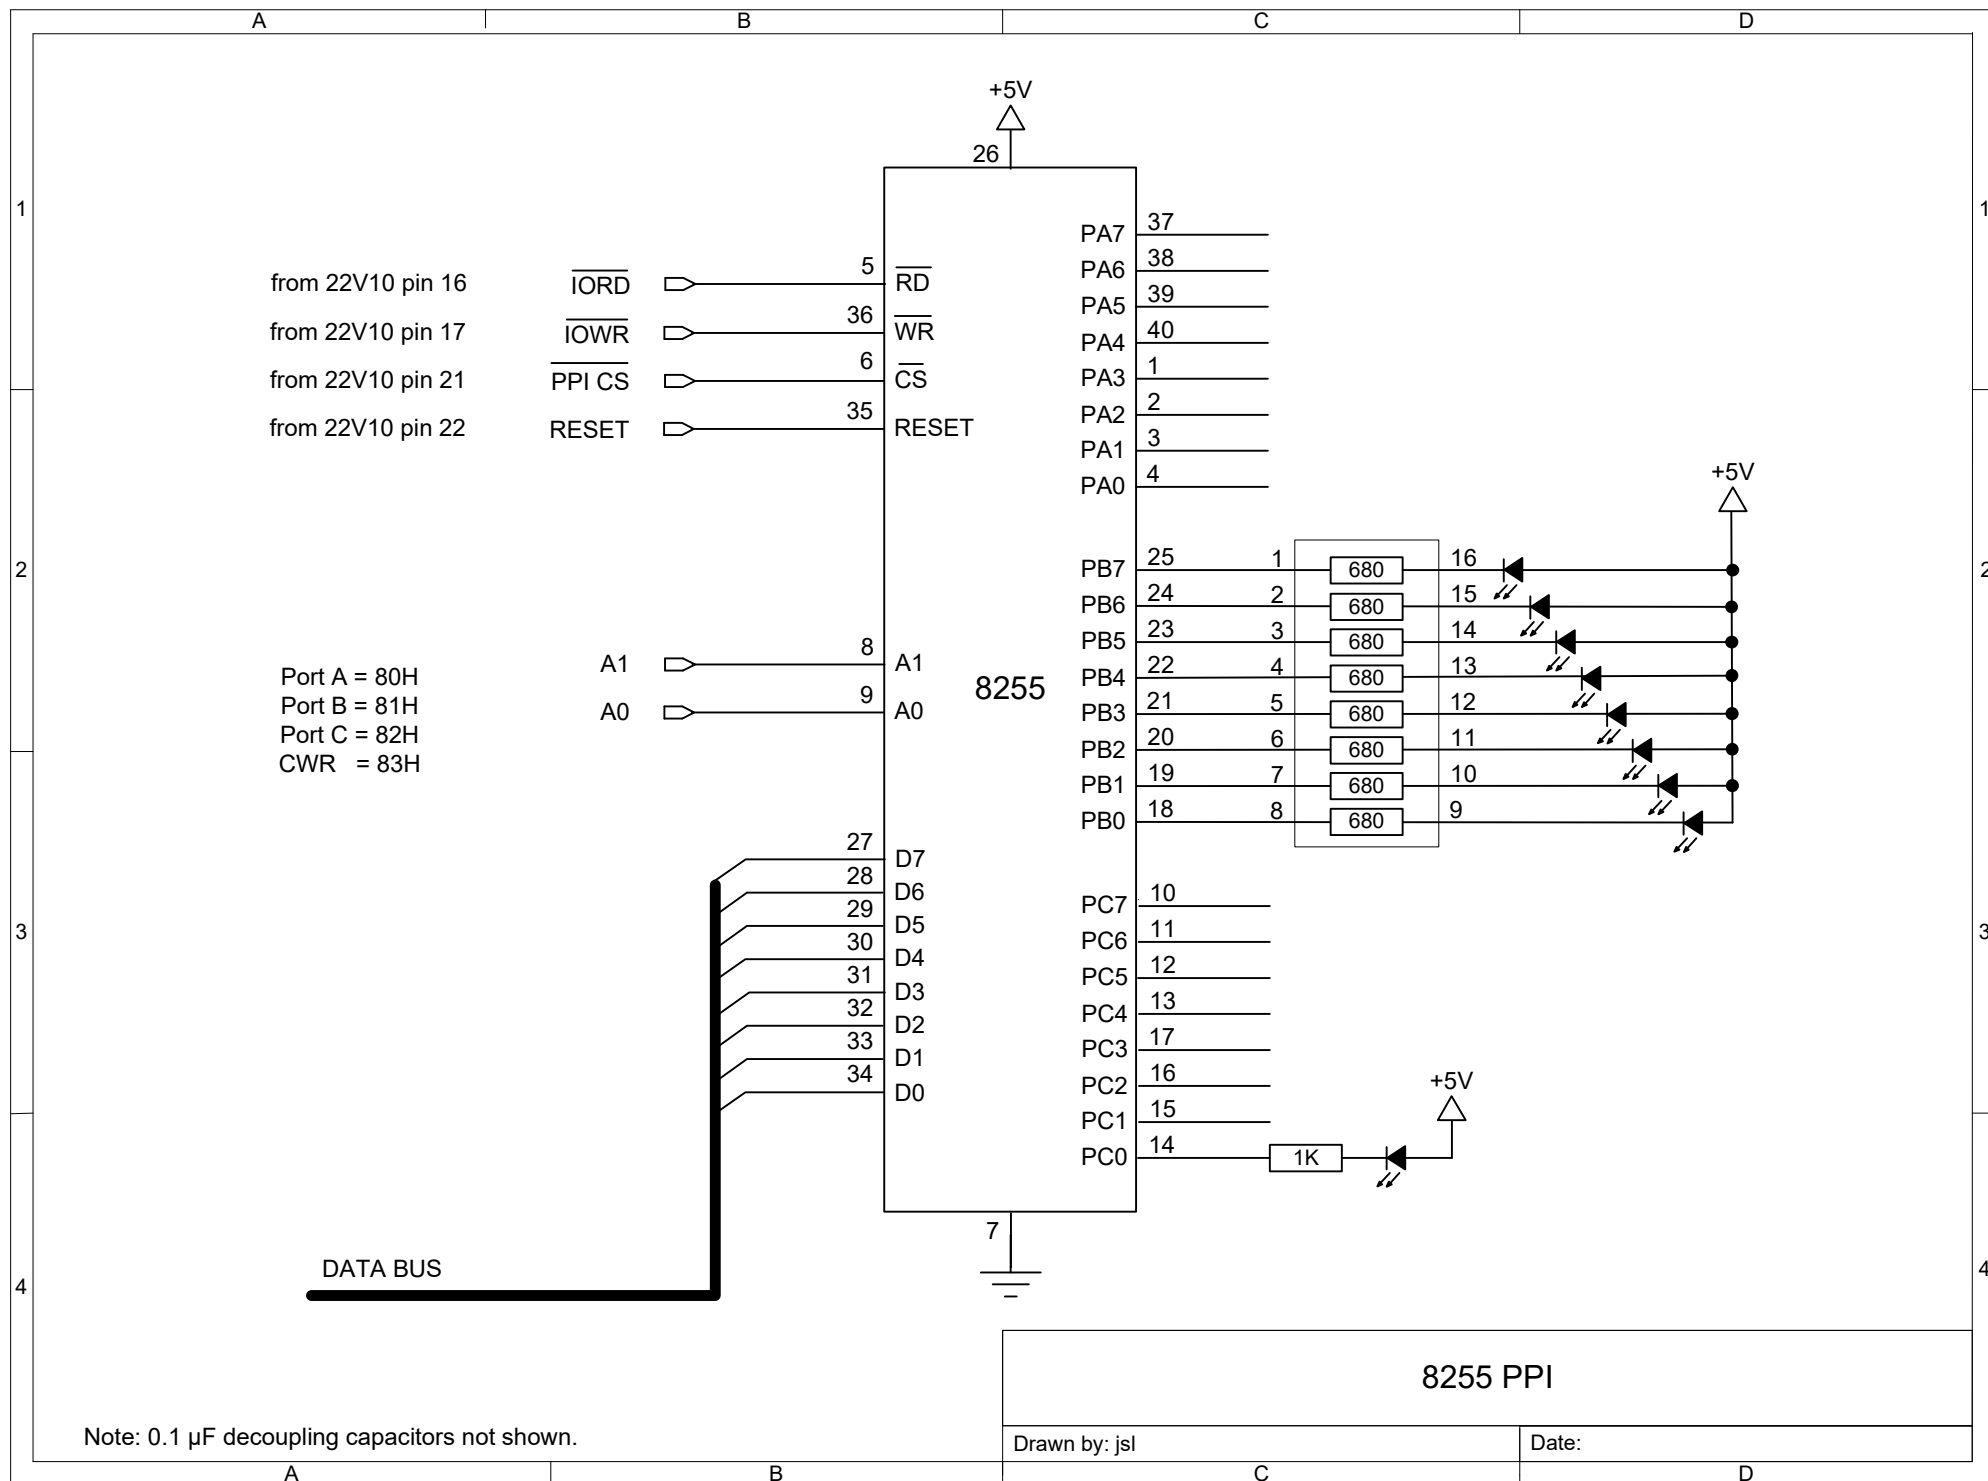 A B C D
+5V
26
1 1
PA7 37
PA6 38
from 22V10 pin 16 IORD 5 RD
PA5 39
from 22V10 pin 17 IOWR 36 WR
PA4 40
from 22V10 pin 21 PPI CS 6 CS
PA3 1
PA2 2
from 22V10 pin 22 RESET 35 RESET
PA1 3
PA0 4
+5V
2 2
PB7 25 1 680 16
PB6 24 2 680 15
PB5 23 3 680 14
A1 8 A1
PB4 22 4 680 13
Port A = 80H
8255
Port B = 81H
A0 9 A0
PB3 21 5 680 12
Port C = 82H
PB2 20 6 680 11
CWR = 83H
PB1 19 7 680 10
PB0 18 8 680 9
27 D7
28 D6
PC7 10
29 D5
3 3
PC6 11
30 D4
PC5 12
31 D3
PC4 13
32 D2
PC3 17
33 D1
PC2 16
34 D0
+5V
PC1 15
PC0 14 1K
7
DATA BUS
4 4
8255 PPI
Note: 0.1 µF decoupling capacitors not shown.
Drawn by: jsl Date:
A B C D